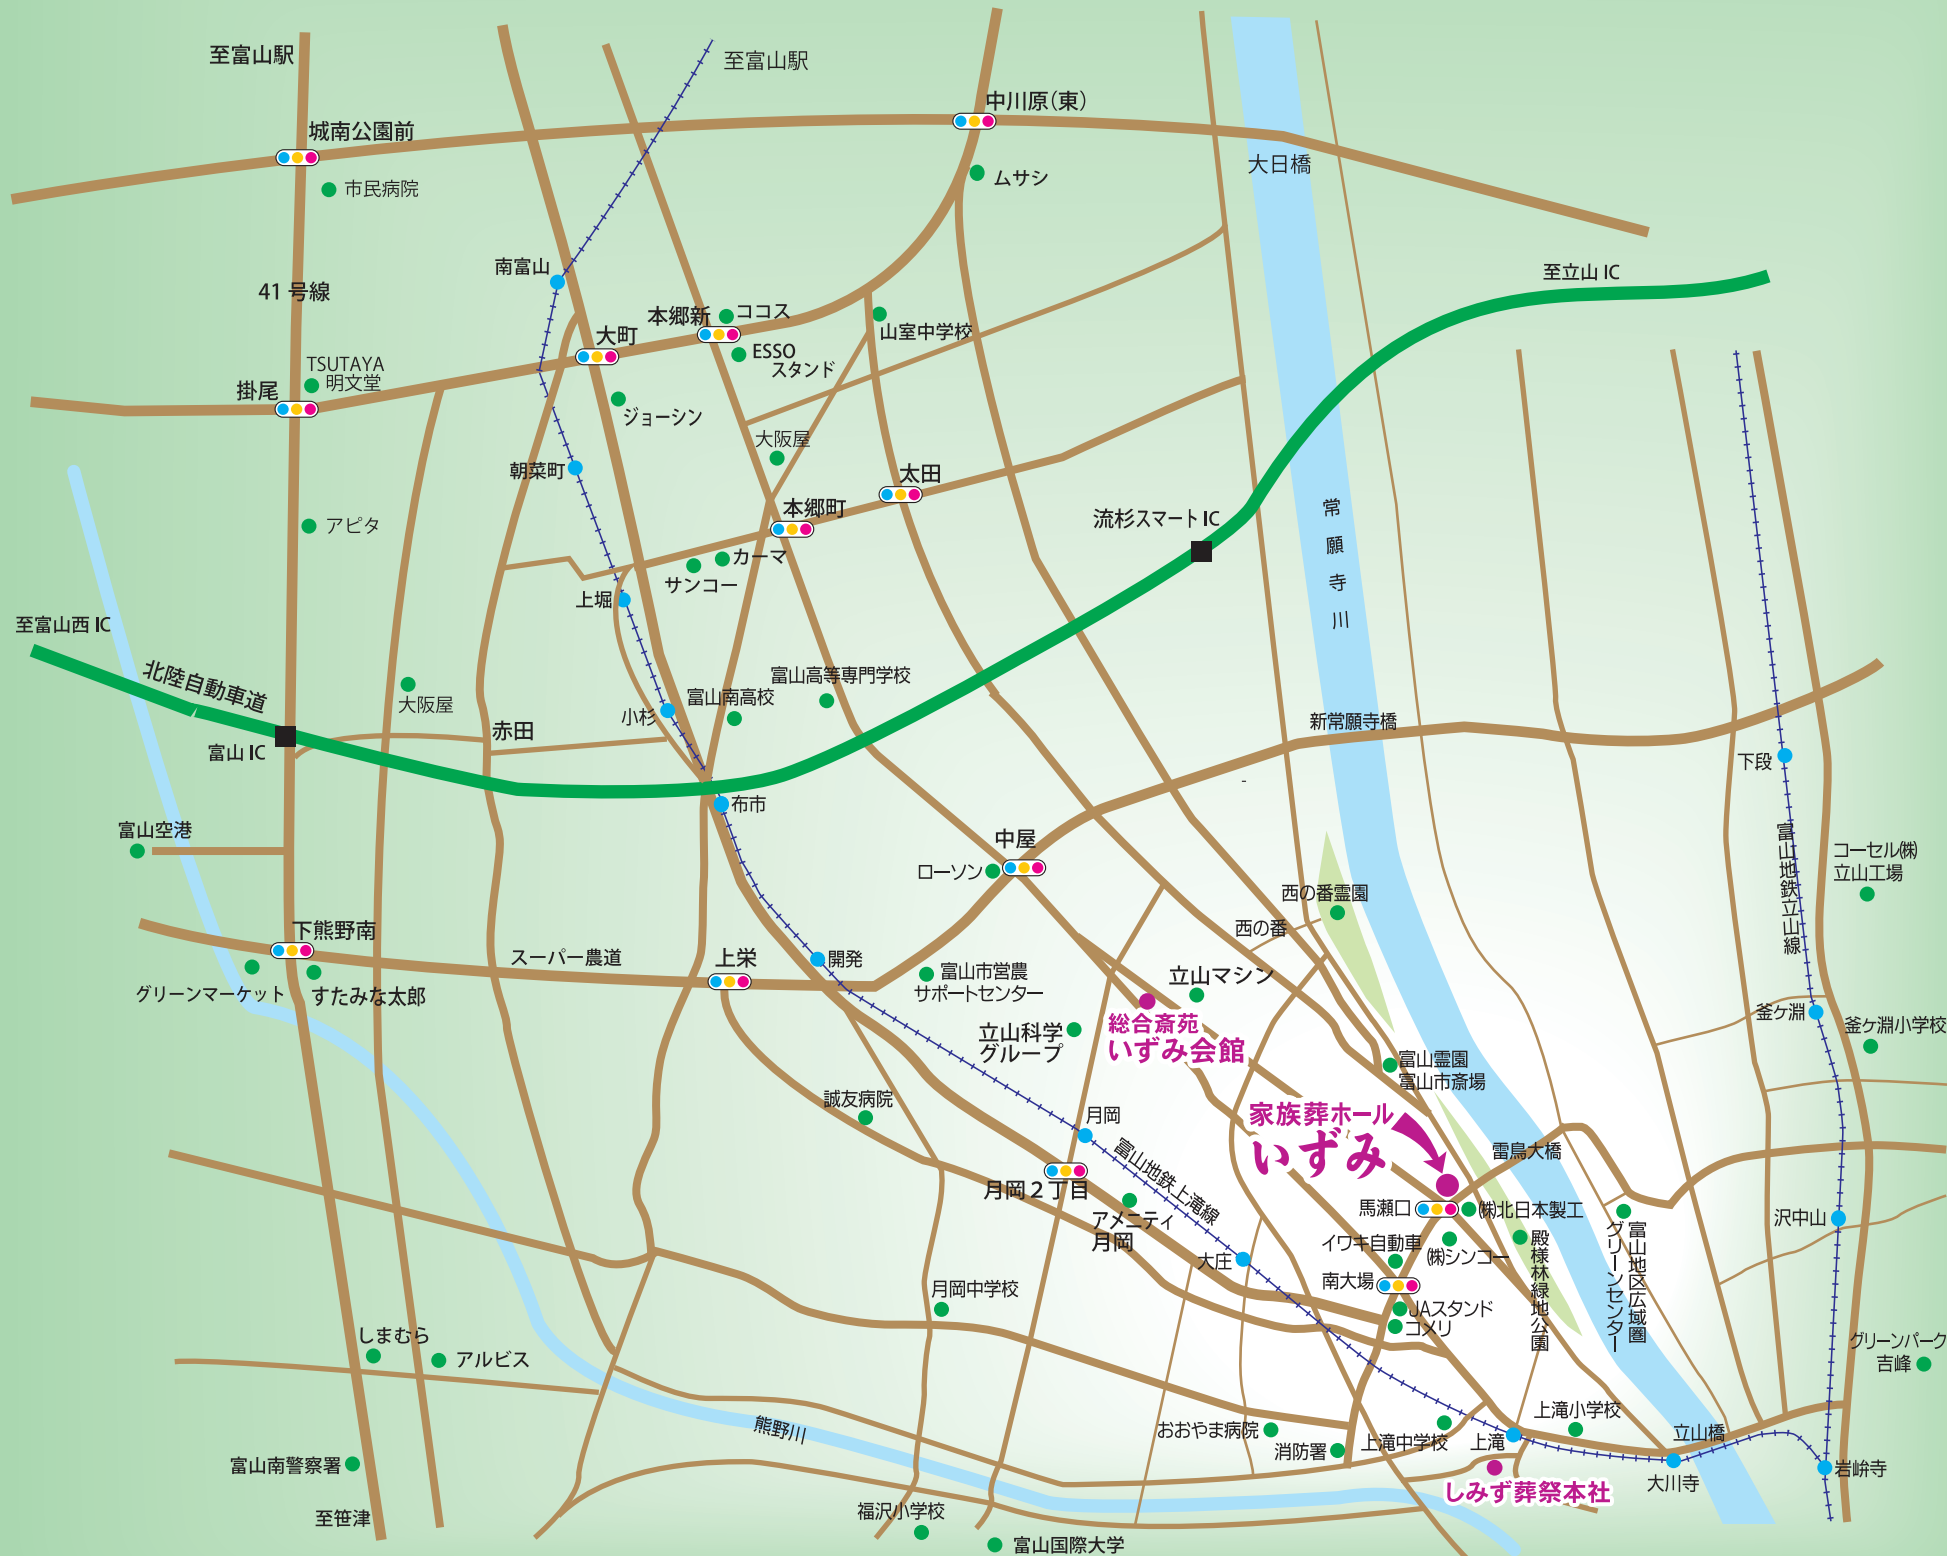 至富山駅
至富山駅
中川原(東)
城南公園前
市民病院
ムサシ
大日橋
南富山
至立山 IC
41 号線
ココス
本郷新
大町
山室中学校
ESSO
スタンド
TSUTAYA
明文堂
掛尾
ジョーシン
大阪屋
朝菜町
太田
本郷町
常願寺川
流杉スマート IC
アピタ
カーマ
サンコー
上堀
至富山西 IC
北陸自動車道
富山高等専門学校
富山南高校
大阪屋
小杉
赤田
新常願寺橋
富山 IC
下段
布市
富山空港
中屋
ローソン
富山地鉄立山線
コーセル㈱
立山工場
西の番霊園
西の番
下熊野南
スーパー農道
上栄
開発
富山市営農
サポートセンター
立山マシン
グリーンマーケット
すたみな太郎
釜ケ淵
釜ケ淵小学校
総合斎苑
いずみ会館
立山科学
グループ
富山霊園
富山市斎場
誠友病院
月岡
家族葬ホール
いずみ
富山地鉄上滝線
雷鳥大橋
月岡２丁目
アメニティ
月岡
馬瀬口
㈱北日本製工
沢中山
イワキ自動車
㈱シンコー
殿様林緑地公園
富山地区広域圏
グリーンセンター
大庄
南大場
JAスタンド
コメリ
月岡中学校
しまむら
アルビス
グリーンパーク
吉峰
熊野川
おおやま病院
消防署
上滝中学校
上滝小学校
上滝
立山橋
富山南警察署
大川寺
岩峅寺
しみず葬祭本社
至笹津
福沢小学校
富山国際大学